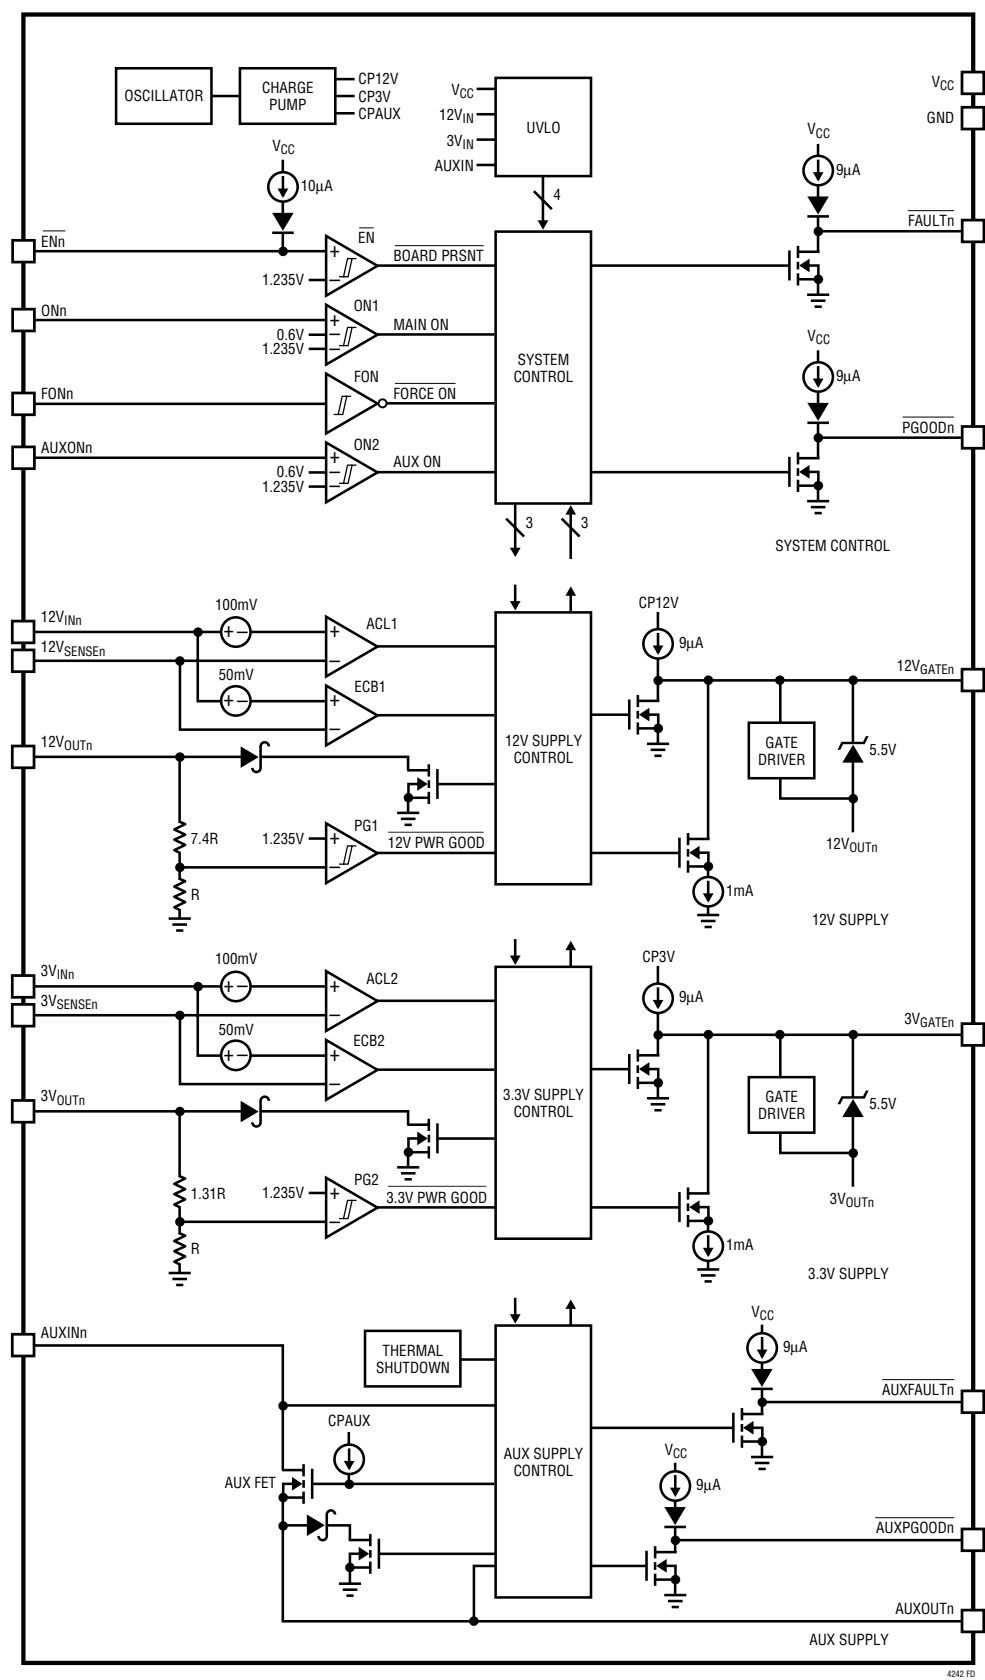 OSCILLATOR
CHARGE
PUMP
CP12V
CP3V
CPAUX
VCC
12VIN
3VIN
AUXIN
UVLO
4
VCC
GND
VCC
10µA
VCC
9µA
FAULTn
ENn
EN
BOARD PRSNT
1.235V
ONn
ON1
MAIN ON
0.6V
1.235V
SYSTEM
CONTROL
FONn
FON
FORCE ON
VCC
9µA
PGOODn
AUXONn
ON2
AUX ON
0.6V
1.235V
3
3
SYSTEM CONTROL
12VINn
100mV
ACL1
12VSENSEn
50mV
ECB1
CP12V
9µA
12VGATEn
12V SUPPLY
CONTROL
GATE
DRIVER
5.5V
12VOUTn
12VOUTn
7.4R
R
1.235V
PG1
12V PWR GOOD
1mA
12V SUPPLY
3VINn
100mV
ACL2
3VSENSEn
50mV
ECB2
CP3V
9µA
3VGATEn
3.3V SUPPLY
CONTROL
GATE
DRIVER
5.5V
3VOUTn
3VOUTn
1.31R
R
1.235V
PG2
3.3V PWR GOOD
1mA
3.3V SUPPLY
AUXINn
THERMAL
SHUTDOWN
VCC
9µA
AUXFAULTn
CPAUX
AUX FET
AUX SUPPLY
CONTROL
VCC
9µA
AUXPGOODn
AUXOUTn
AUX SUPPLY
4242 FD